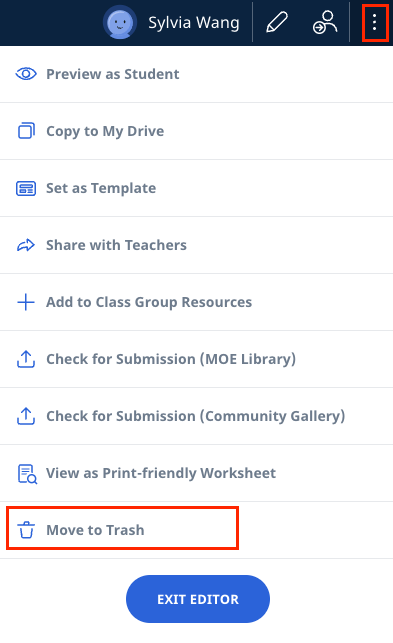 Sylvia Wang
Preview as Student
Copy to My Drive
Set as Template
Share with Teachers
Add to Class Group Resources
Check for Submission (MOE Library)
Check for Submission (Community Gallery)
View as Print-friendly Worksheet
Move to Trash
EXIT EDITOR